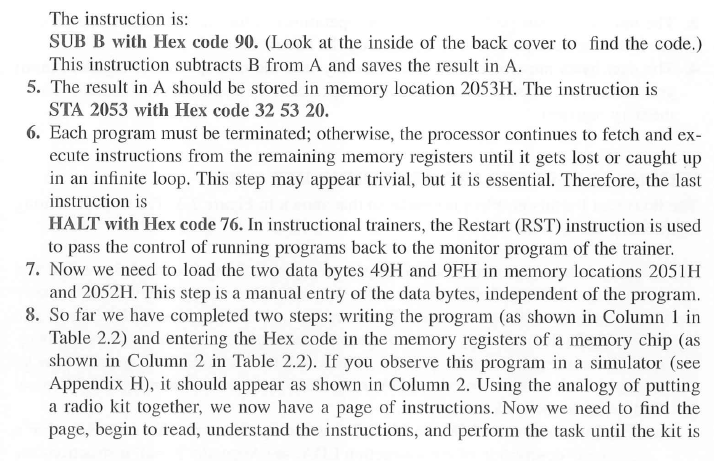 The instruction is:
SUB B with Hex code 90. (Look at the inside of the back cover to find the code.)
This instruction subtracts B from A and saves the result in A.
5. The result in A should be stored in memory location 2053H. The instruction is
STA 2053 with Hex code 32 53 20.
6. Each program must be terminated; otherwise, the processor continues to fetch and ex-
ecute instructions from the remaining memory registers until it gets lost or caught up
in an infinite loop. This step may appear trivial, but it is essential. Therefore, the last
instruction is
HALT with Hex code 76. In instructional trainers, the Restart (RST) instruction is used
to pass the control of running programs back to the monitor program of the trainer.
7. Now we need to load the two data bytes 49H and 9FH in memory locations 2051H
and 2052H. This step is a manual entry of the data bytes, independent of the program.
8. So far we have completed two steps: writing the program (as shown in Column 1 in
Table 2.2) and entering the Hex code in the memory registers of a memory chip (as
shown in Column 2 in Table 2.2). If you observe this program in a simulator (see
Appendix H), it should appear as shown in Column 2. Using the analogy of putting
a radio kit together, we now have a page of instructions. Now we need to find the
page, begin to read, understand the instructions, and perform the task until the kit is